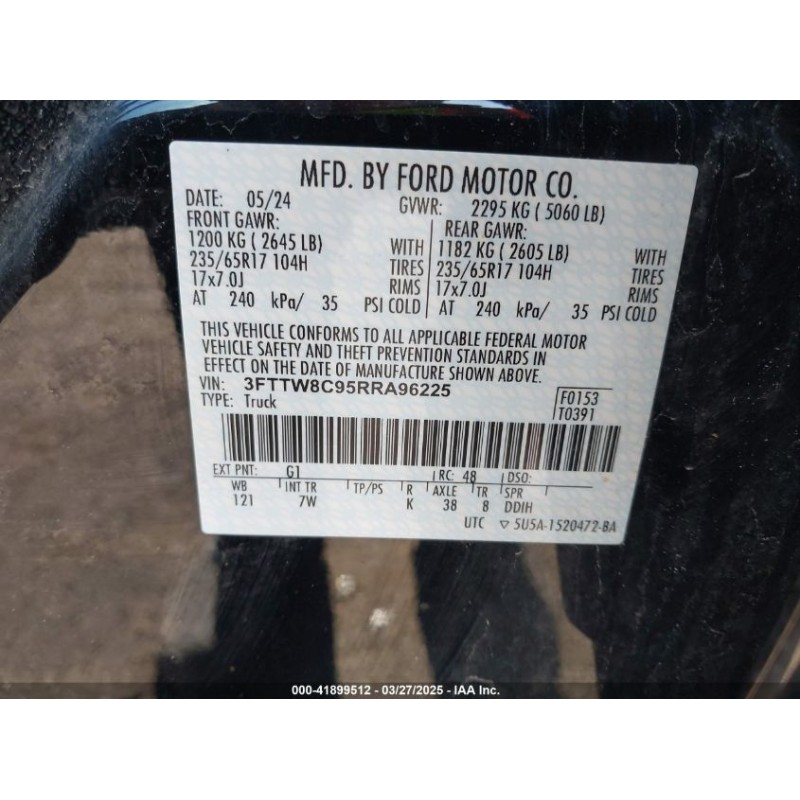 MFD. BY FORD MOTOR CO.
DATE: 05/24 GVWR: 2295 KG ( 5060 LB)
FRONT GAWR: REAR GAWR:
1200 KG ( 2645 LB) WITH 1182 KG ( 2605 LB) WITH
235/65R17 104H TIRES 235/65R17 104H TIRES
17x7.0J RIMS 17x7.0J RIMS
AT 240 kPa/ 35 PSI COLD AT 240 kPa/ 35 PSI COLD
THIS VEHICLE CONFORMS TO ALL APPLICABLE FEDERAL MOTOR
VEHICLE SAFETY AND THEFT PREVENTION STANDARDS IN
EFFECT ON THE DATE OF MANUFACTURE SHOWN ABOVE.
VIN: 3FTTW8C95RRA96225
TYPE: Truck
F0153
T0391
EXT PNT: G1 RC: 48 DSO:
WB INT TR TP/PS R AXLE TR SPR
121 7W K 38 8 DDIH
UTC ▽ 5U5A-1520472-BA
000-41899512 - 03/27/2025 - IAA Inc.